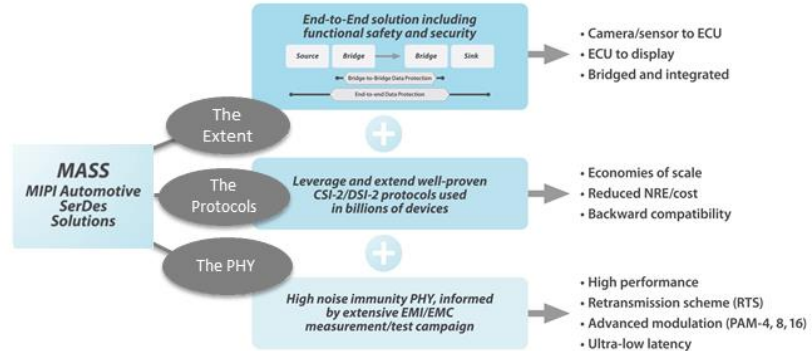 MASS
MIPI Automotive
SerDes
Solutions
The
Extent
The
Protocols
The PHY
End-to-End solution including
functional safety and security
Source Bridge Bridge Sink
Bridge-to-Bridge Data Protection
End-to-end Data Protection
• Camera/sensor to ECU
• ECU to display
• Bridged and integrated
Leverage and extend well-proven
CSI-2/DSI-2 protocols used
in billions of devices
• Economies of scale
• Reduced NRE/cost
• Backward compatibility
High noise immunity PHY, informed
by extensive EMI/EMC
measurement/test campaign
• High performance
• Retransmission scheme (RTS)
• Advanced modulation (PAM-4, 8, 16)
• Ultra-low latency